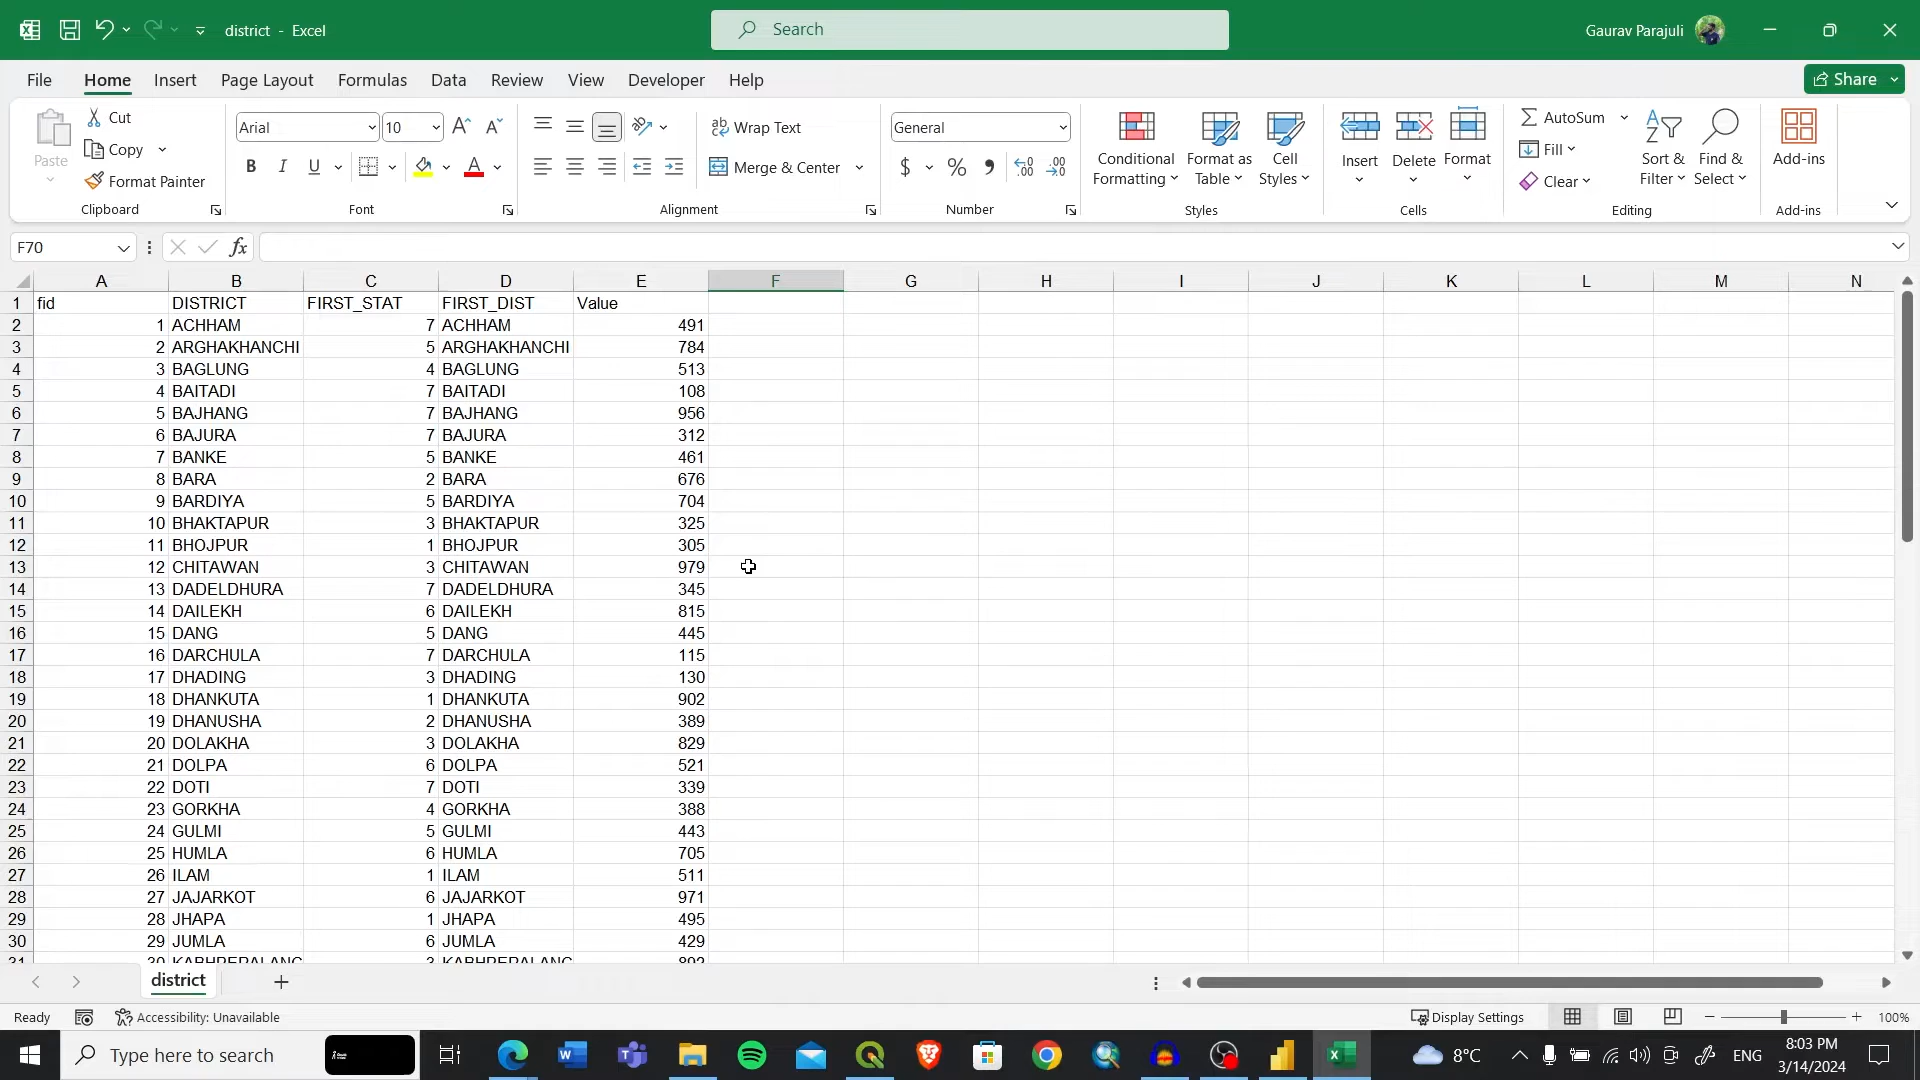 district - Excel
Search
Gaurav Parajuli
File Home Insert Page Layout Formulas Data Review View Developer Help
Share
Paste
Cut
Copy
Format Painter
Clipboard
Arial 10
B I U
Font
Wrap Text
Merge & Center
Alignment
General
$ % ,
Number
Conditional Formatting
Format as Table
Cell Styles
Styles
Insert Delete Format
Cells
AutoSum
Fill
Clear
Sort & Filter
Find & Select
Editing
Add-ins
Add-ins
F70
fx
A B C D E F G H I J K L M N
1 fid DISTRICT FIRST_STAT FIRST_DIST Value
2 1 ACHHAM 7 ACHHAM 491
3 2 ARGHAKHANCHI 5 ARGHAKHANCHI 784
4 3 BAGLUNG 4 BAGLUNG 513
5 4 BAITADI 7 BAITADI 108
6 5 BAJHANG 7 BAJHANG 956
7 6 BAJURA 7 BAJURA 312
8 7 BANKE 5 BANKE 461
9 8 BARA 2 BARA 676
10 9 BARDIYA 5 BARDIYA 704
11 10 BHAKTAPUR 3 BHAKTAPUR 325
12 11 BHOJPUR 1 BHOJPUR 305
13 12 CHITAWAN 3 CHITAWAN 979
14 13 DADELDHURA 7 DADELDHURA 345
15 14 DAILEKH 6 DAILEKH 815
16 15 DANG 5 DANG 445
17 16 DARCHULA 7 DARCHULA 115
18 17 DHADING 3 DHADING 130
19 18 DHANKUTA 1 DHANKUTA 902
20 19 DHANUSHA 2 DHANUSHA 389
21 20 DOLAKHA 3 DOLAKHA 829
22 21 DOLPA 6 DOLPA 521
23 22 DOTI 7 DOTI 339
24 23 GORKHA 4 GORKHA 388
25 24 GULMI 5 GULMI 443
26 25 HUMLA 6 HUMLA 705
27 26 ILAM 1 ILAM 511
28 27 JAJARKOT 6 JAJARKOT 971
29 28 JHAPA 1 JHAPA 495
30 29 JUMLA 6 JUMLA 429
district
Ready
Accessibility: Unavailable
Display Settings
100%
Type here to search
8°C
ENG
8:03 PM
3/14/2024